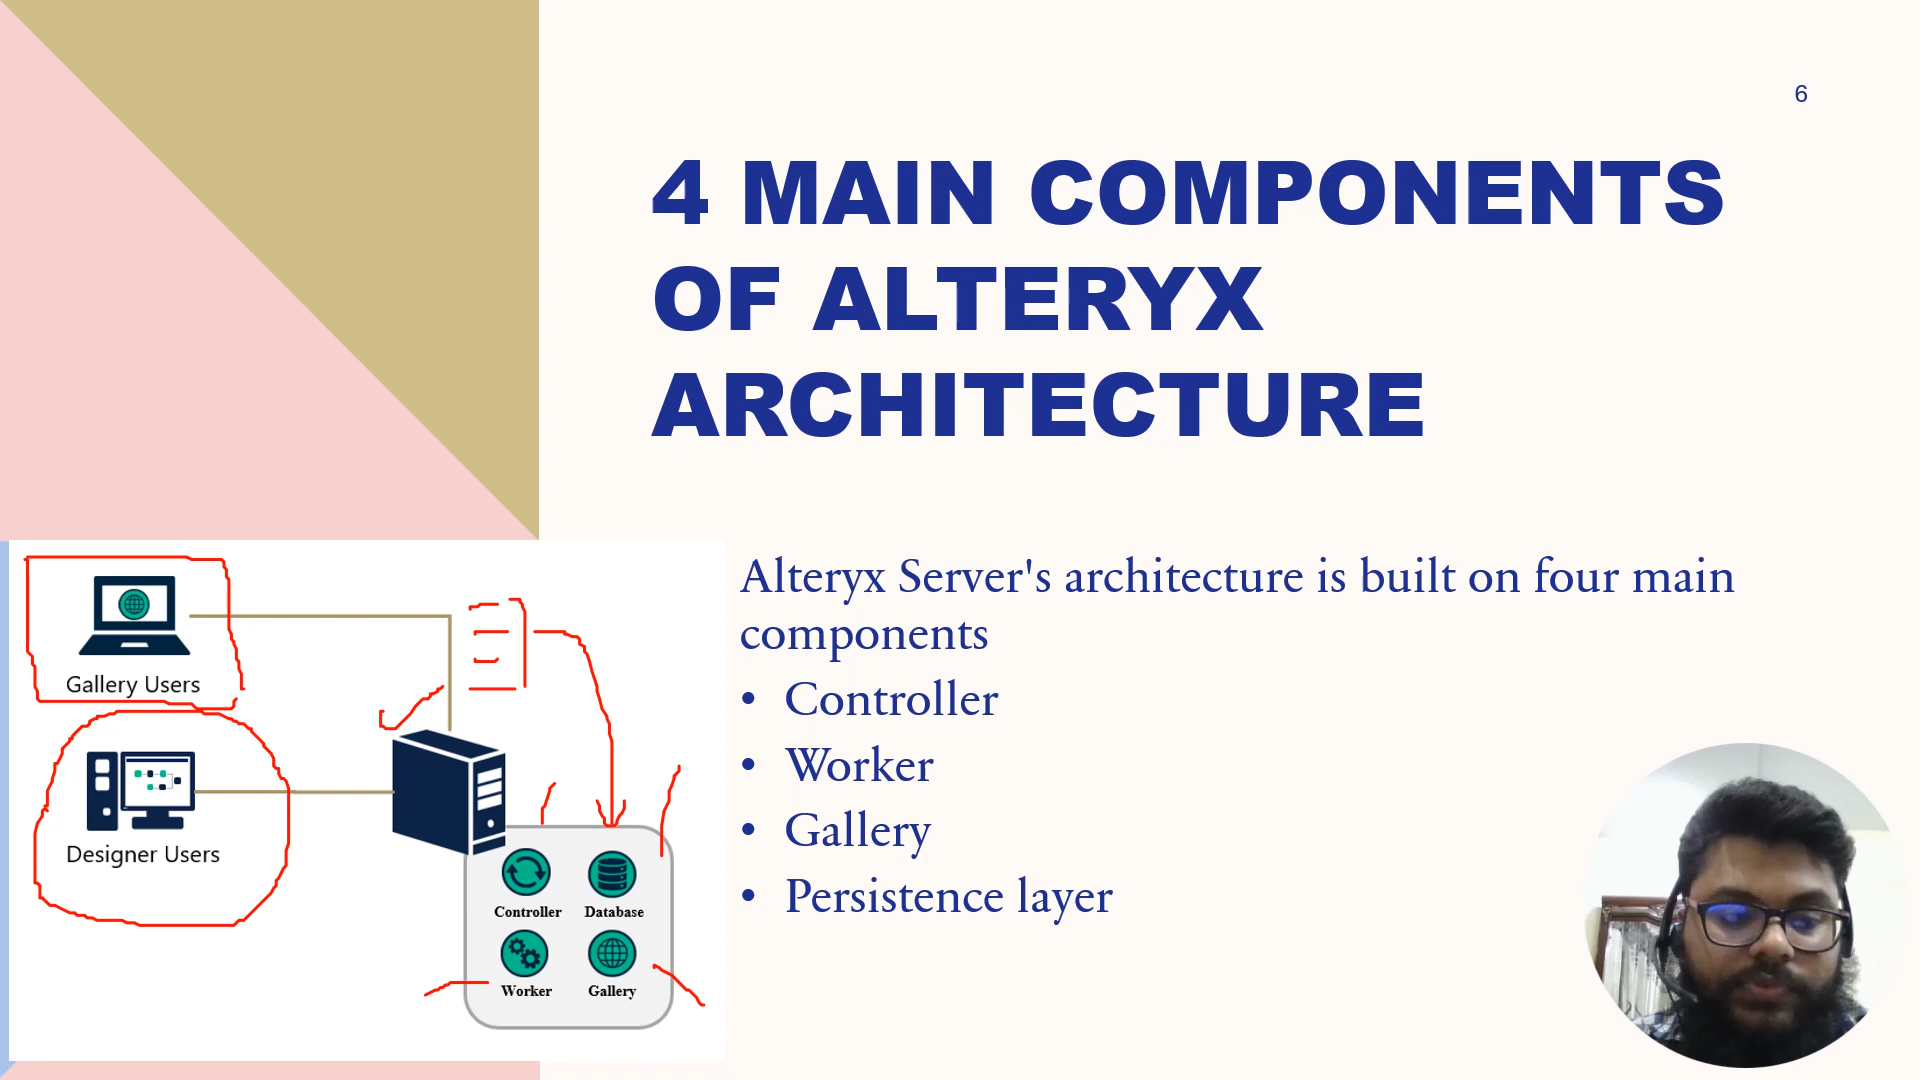 6
4 MAIN COMPONENTS
OF ALTERYX
ARCHITECTURE
Alteryx Server's architecture is built on four main
components
• Controller
• Worker
• Gallery
• Persistence layer
Gallery Users
Designer Users
Controller Database
Worker Gallery